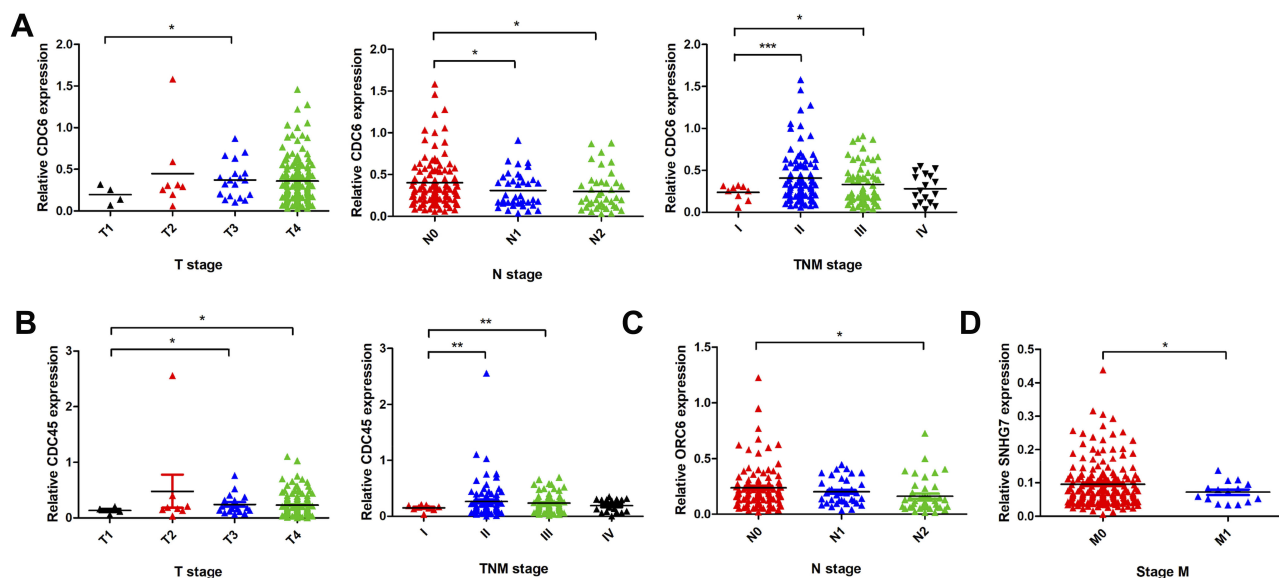 A
Relative CDC6 expression
2.0
1.5
1.0
0.5
0.0
*
T1
T2
T3
T4
T stage
Relative CDC6 expression
2.0
1.5
1.0
0.5
0.0
*
*
N0
N1
N2
N stage
Relative CDC6 expression
2.0
1.5
1.0
0.5
0.0
*
***
I
II
III
IV
TNM stage
B
Relative CDC45 expression
3
2
1
0
*
*
T1
T2
T3
T4
T stage
Relative CDC45 expression
3
2
1
0
**
**
I
II
III
IV
TNM stage
C
Relative ORC6 expression
1.5
1.0
0.5
0.0
*
N0
N1
N2
N stage
D
Relative SNHG7 expression
0.5
0.4
0.3
0.2
0.1
0.0
*
M0
M1
Stage M